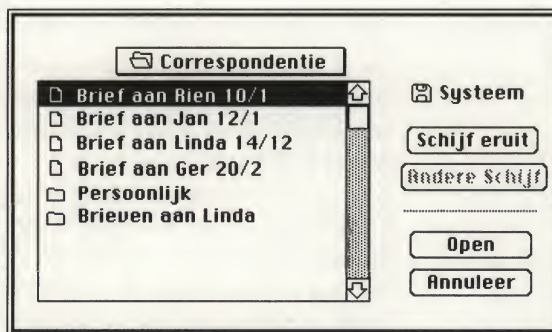 Correspondentie
Brief aan Rien 10/1
Brief aan Jan 12/1
Brief aan Linda 14/12
Brief aan Ger 20/2
Persoonlijk
Brieven aan Linda
Systeem
Schijf eruit
Andere Schijf
Open
Annuleer